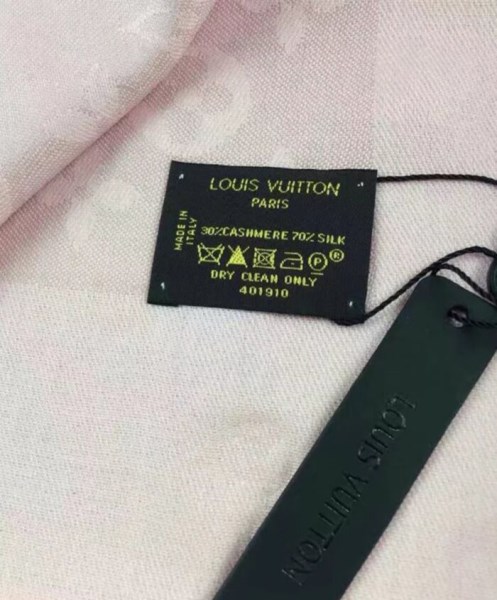 LOUIS VUITTON
PARIS
MADE IN
ITALY
30%CASHMERE 70% SILK
P
®
DRY CLEAN ONLY
401910
LOUIS VUITTON